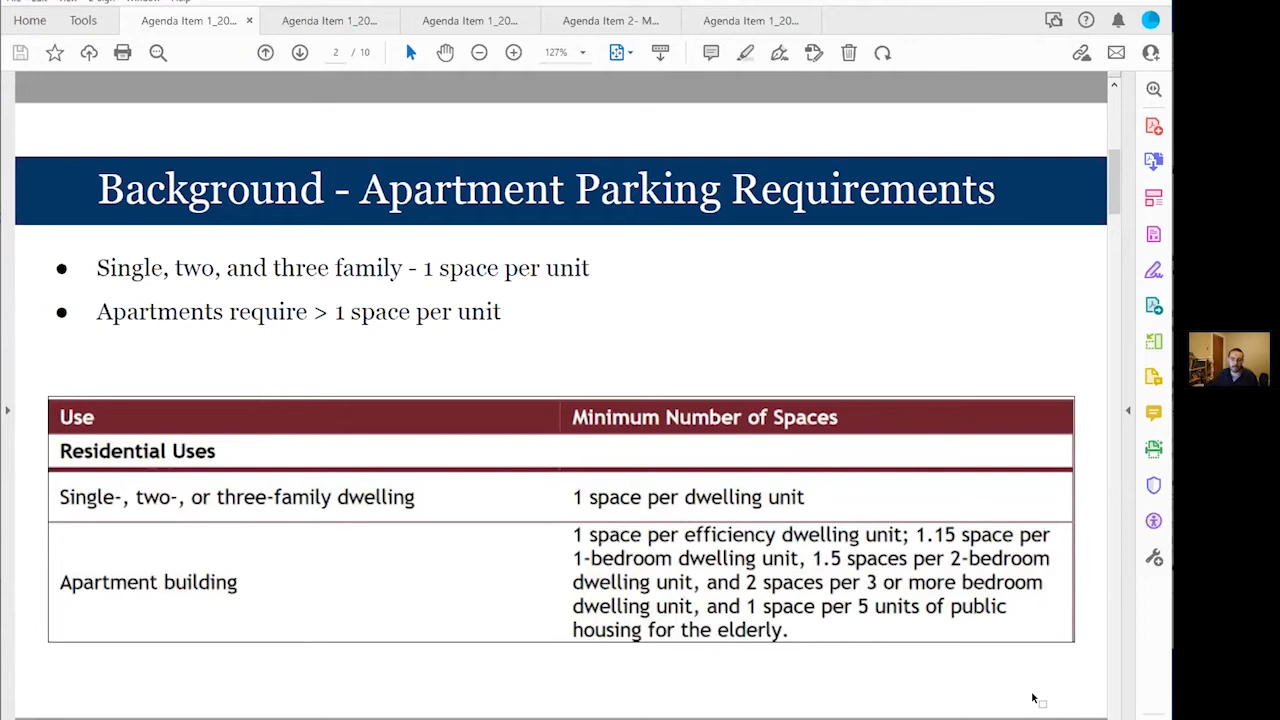 Home Tools Agenda Item 1_20... × Agenda Item 1_20... Agenda Item 1_20... Agenda Item 2- M... Agenda Item 1_20...
2 / 10 127%
Background - Apartment Parking Requirements
● Single, two, and three family - 1 space per unit
● Apartments require > 1 space per unit
Use Minimum Number of Spaces
Residential Uses
Single-, two-, or three-family dwelling 1 space per dwelling unit
Apartment building
1 space per efficiency dwelling unit; 1.15 space per
1-bedroom dwelling unit, 1.5 spaces per 2-bedroom
dwelling unit, and 2 spaces per 3 or more bedroom
dwelling unit, and 1 space per 5 units of public
housing for the elderly.